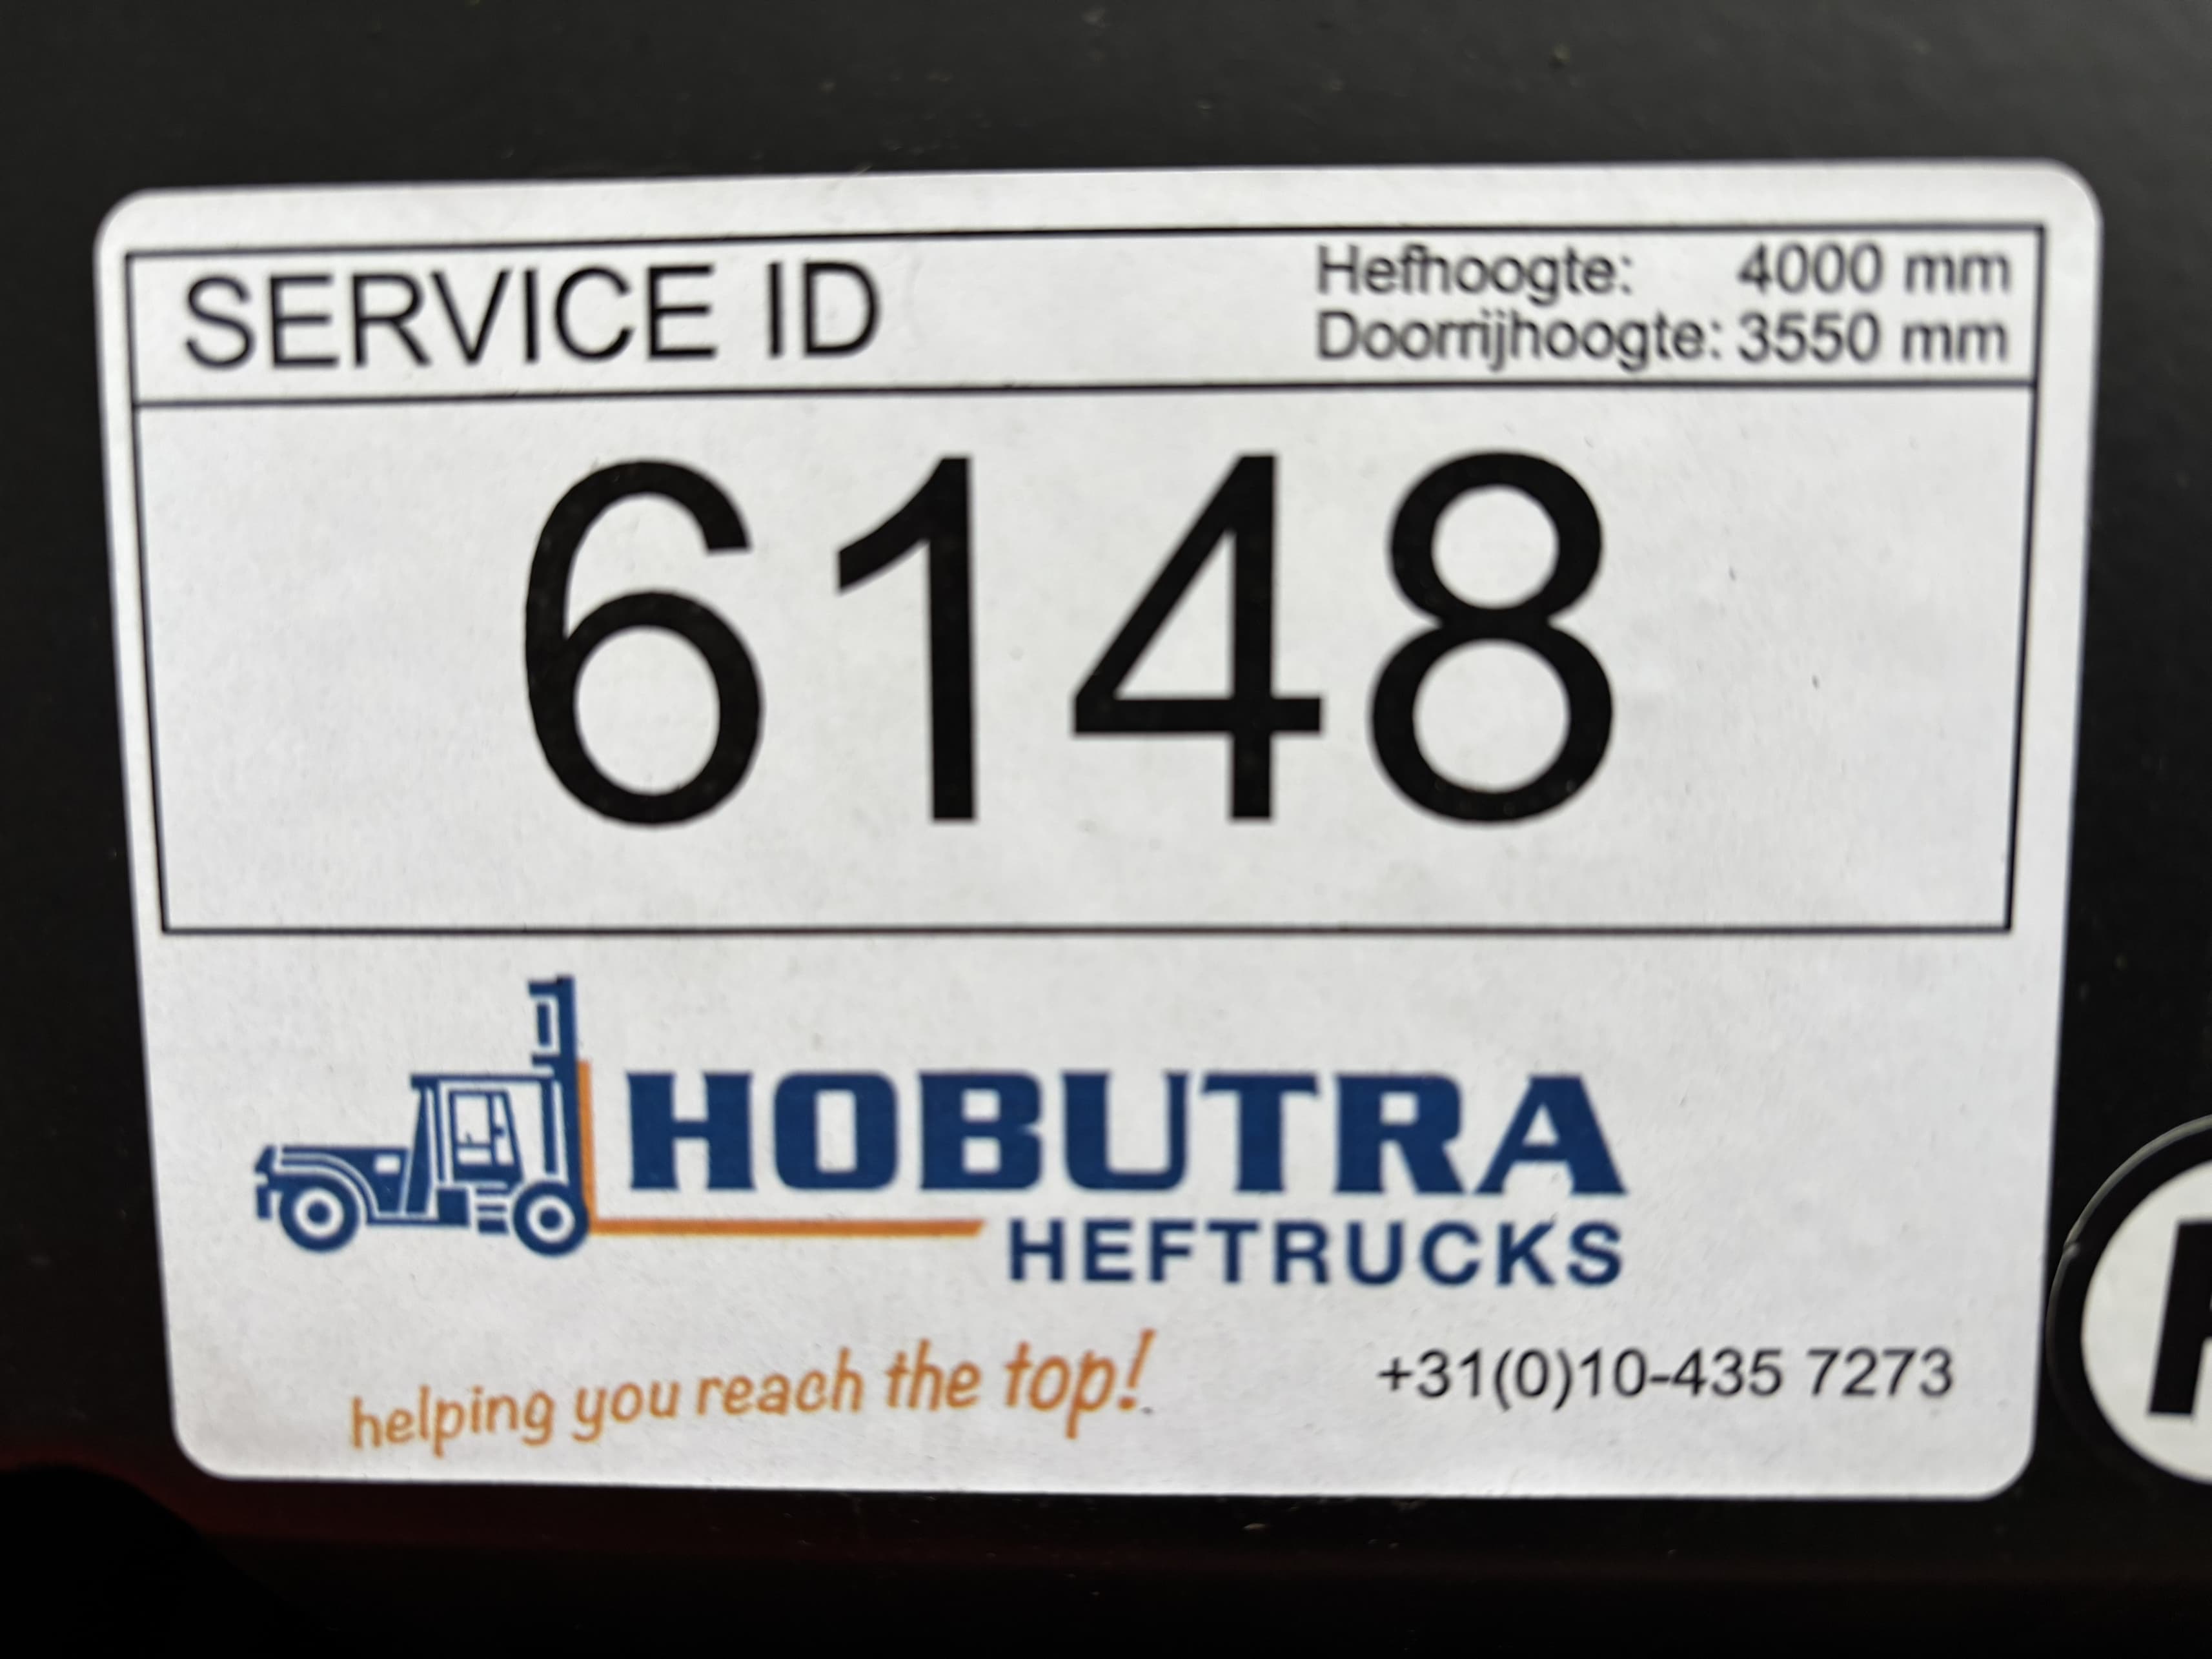 SERVICE ID
Hefhoogte: 4000 mm
Doorrijhoogte: 3550 mm
6148
HOBUTRA
HEFTRUCKS
helping you reach the top!
+31(0)10-435 7273